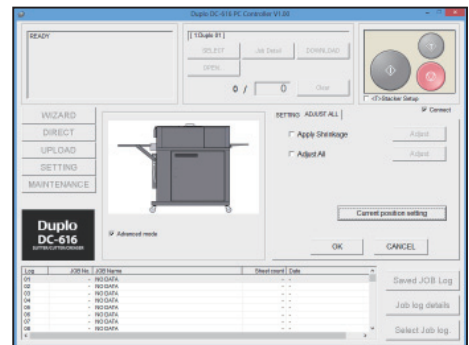 Duplo DC-616 PC Controller V1.00
READY
[ 1:Duplo 01 ]
SELECT
Job Detail
DOWNLOAD
OPEN
0 / 0
Clear
<T>Stacker Setup
Connect
WIZARD
DIRECT
UPLOAD
SETTING
MAINTENANCE
Duplo
DC-616
SLITTER/CUTTER/CREASER
Advanced mode
SETTING
ADJUST ALL
Apply Shrinkage
Adjust
Adjust All
Adjust
Current position setting
OK
CANCEL
Log JOB No. JOB Name Sheet count Date
01 - NO DATA - -
02 - NO DATA - -
03 - NO DATA - -
04 - NO DATA - -
05 - NO DATA - -
06 - NO DATA - -
07 - NO DATA - -
08 - NO DATA - -
Saved JOB Log
Job log details
Select Job log.